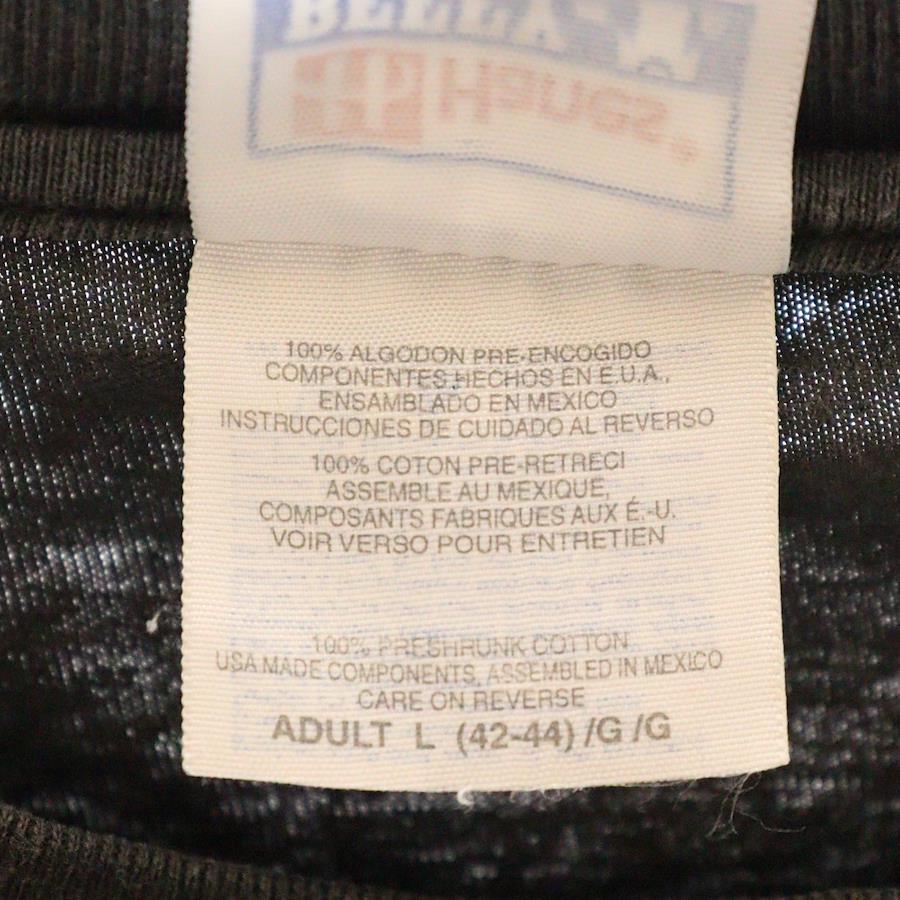 BEEFY-T
Hanes®
100% ALGODON PRE-ENCOGIDO
COMPONENTES HECHOS EN E.U.A.,
ENSAMBLADO EN MEXICO
INSTRUCCIONES DE CUIDADO AL REVERSO
100% COTON PRE-RETRECI
ASSEMBLE AU MEXIQUE,
COMPOSANTS FABRIQUES AUX É.-U.
VOIR VERSO POUR ENTRETIEN
100% PRESHRUNK COTTON
USA MADE COMPONENTS, ASSEMBLED IN MEXICO
CARE ON REVERSE
ADULT L (42-44) /G /G